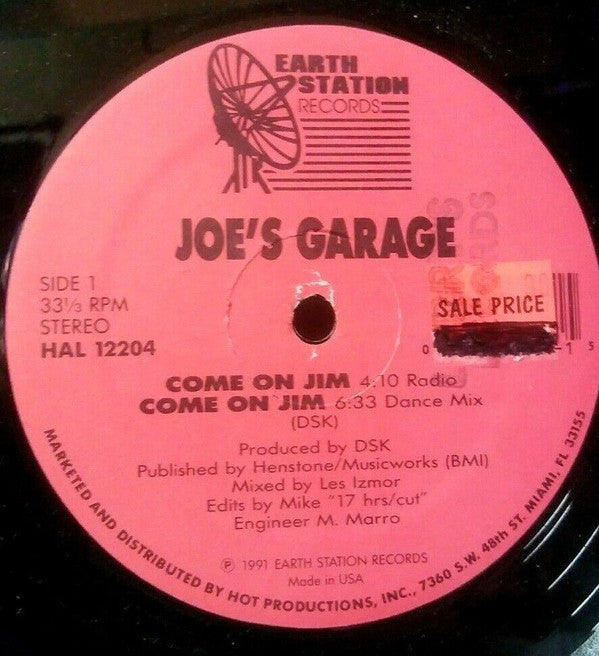 EARTH
STATION
RECORDS
JOE'S GARAGE
SIDE 1
33⅓ RPM
STEREO
HAL 12204
SALE PRICE
COME ON JIM 4:10 Radio
COME ON JIM 6:33 Dance Mix
(DSK)
Produced by DSK
Published by Henstone/Musicworks (BMI)
Mixed by Les Izmor
Edits by Mike "17 hrs/cut"
Engineer M. Marro
℗ 1991 EARTH STATION RECORDS
Made in USA
MARKETED AND DISTRIBUTED BY HOT PRODUCTIONS, INC., 7360 S.W. 48th ST. MIAMI, FL 33155